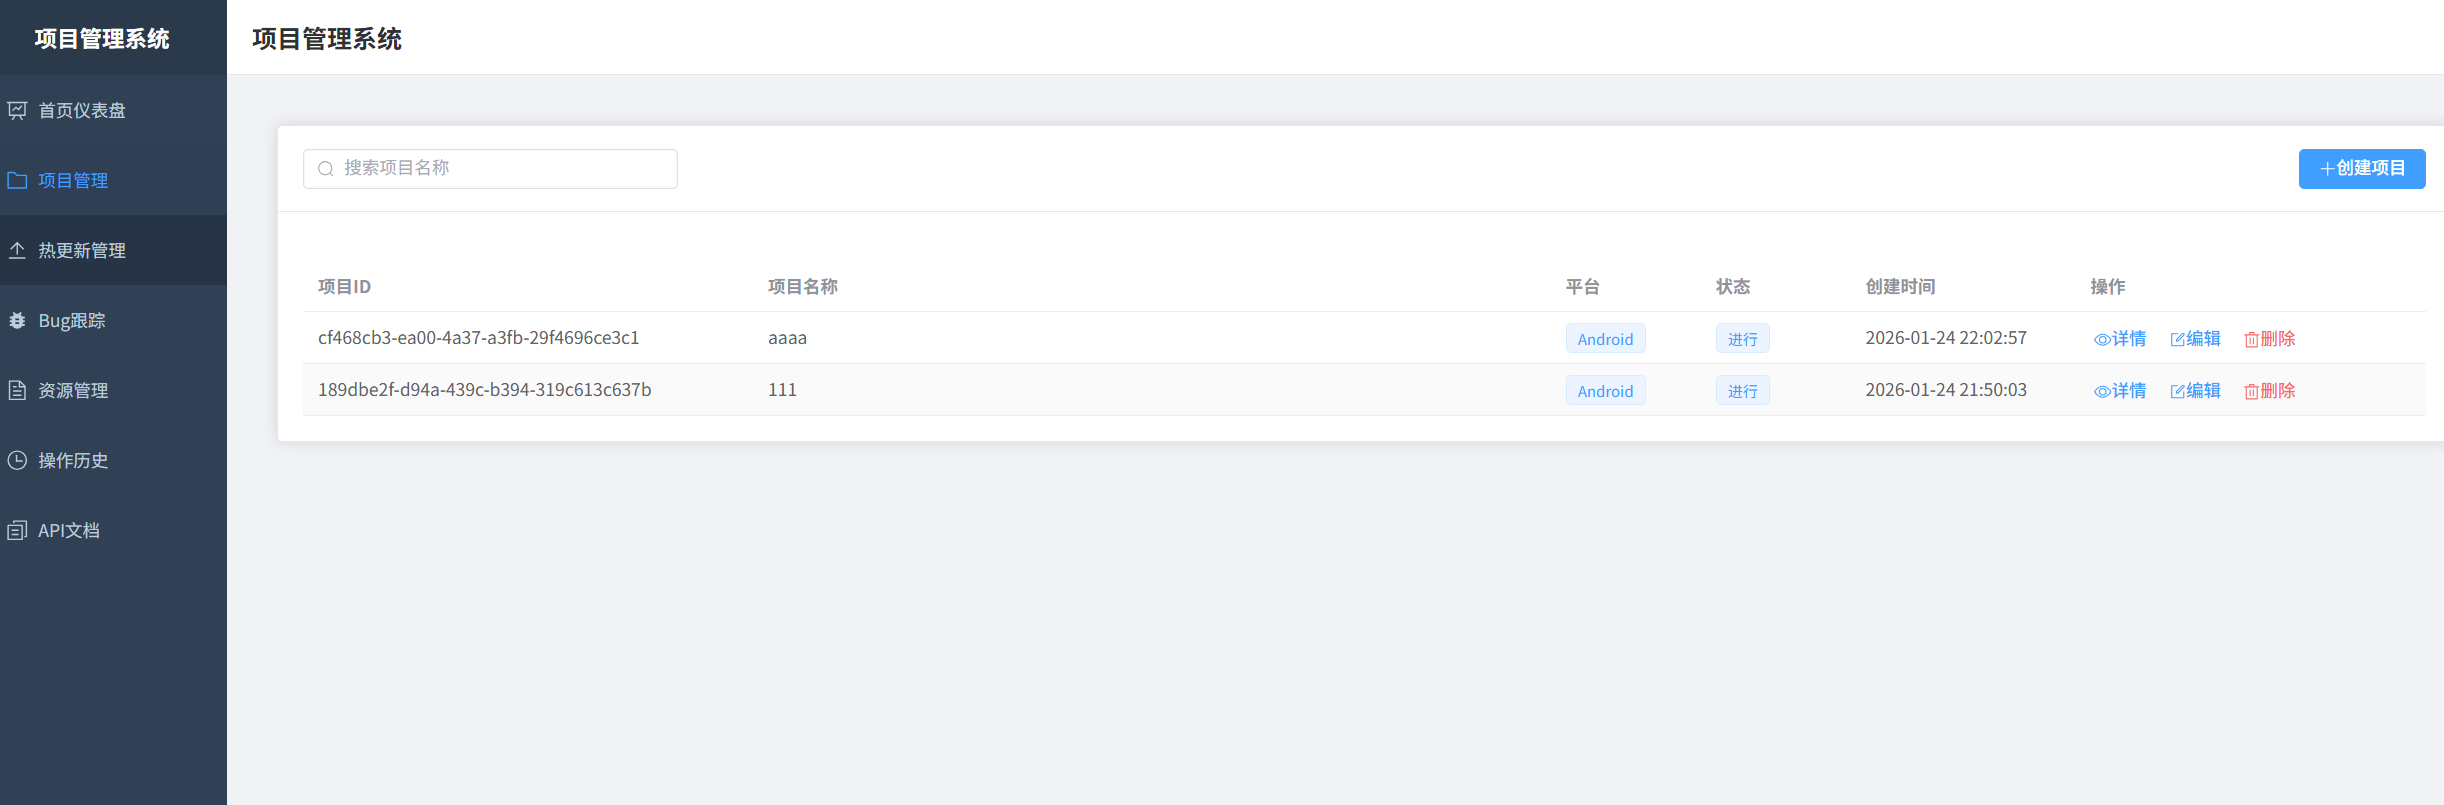 项目管理系统
首页仪表盘
项目管理
热更新管理
Bug跟踪
资源管理
操作历史
API文档
项目管理系统
搜索项目名称
创建项目
项目ID 项目名称 平台 状态 创建时间 操作
cf468cb3-ea00-4a37-a3fb-29f4696ce3c1 aaaa Android 进行 2026-01-24 22:02:57 详情 编辑 删除
189dbe2f-d94a-439c-b394-319c613c637b 111 Android 进行 2026-01-24 21:50:03 详情 编辑 删除